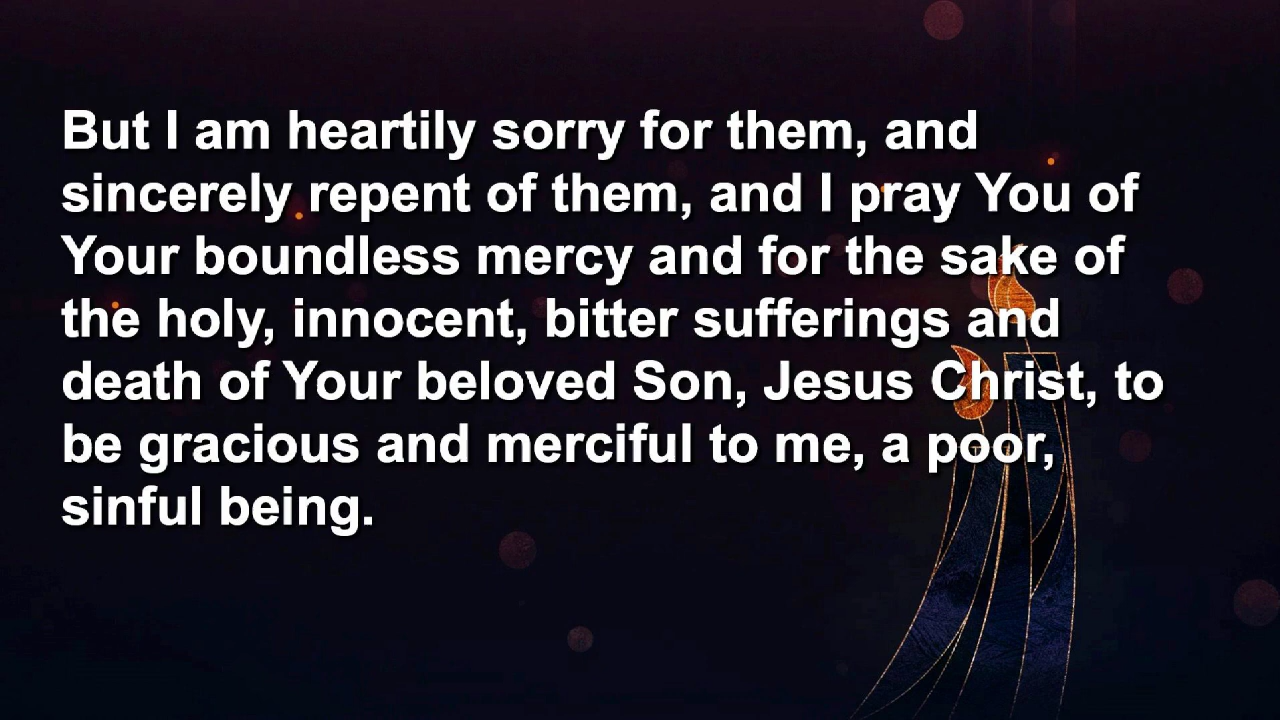 But I am heartily sorry for them, and
sincerely repent of them, and I pray You of
Your boundless mercy and for the sake of
the holy, innocent, bitter sufferings and
death of Your beloved Son, Jesus Christ, to
be gracious and merciful to me, a poor,
sinful being.